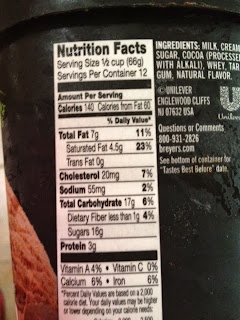 Nutrition Facts
Serving Size ½ cup (66g)
Servings Per Container 12
Amount Per Serving
Calories 140 Calories from Fat 60
% Daily Value*
Total Fat 7g 11%
Saturated Fat 4.5g 23%
Trans Fat 0g
Cholesterol 20mg 7%
Sodium 55mg 2%
Total Carbohydrate 17g 6%
Dietary Fiber less than 1g 4%
Sugars 16g
Protein 3g
Vitamin A 4% • Vitamin C 0%
Calcium 6% • Iron 6%
*Percent Daily Values are based on a 2,000
calorie diet. Your daily values may be higher
or lower depending on your calorie needs:
INGREDIENTS: MILK, CREAM
SUGAR, COCOA (PROCESSE
WITH ALKALI), WHEY, TAR
GUM, NATURAL FLAVOR.
©UNILEVER
ENGLEWOOD CLIFFS
NJ 07632 USA
Unilev
Questions or Comments
800-931-2826
breyers.com
See bottom of container for
"Tastes Best Before" date.